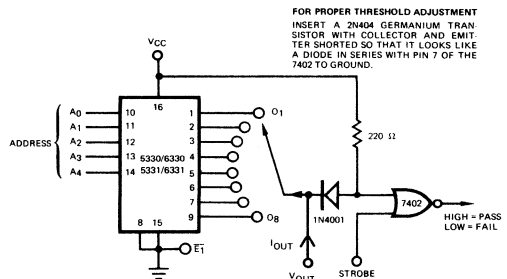 FOR PROPER THRESHOLD ADJUSTMENT
INSERT A 2N404 GERMANIUM TRAN-
SISTOR WITH COLLECTOR AND EMIT-
TER SHORTED SO THAT IT LOOKS LIKE
A DIODE IN SERIES WITH PIN 7 OF THE
7402 TO GROUND.
VCC
16
ADDRESS
A0 10
A1 11
A2 12
A3 13
A4 14
5330/6330
5331/6331
1 O1
2
3
4
5
6
7
9 O8
8 15
E1
220 Ω
1N4001
7402
HIGH = PASS
LOW = FAIL
IOUT
VOUT
STROBE